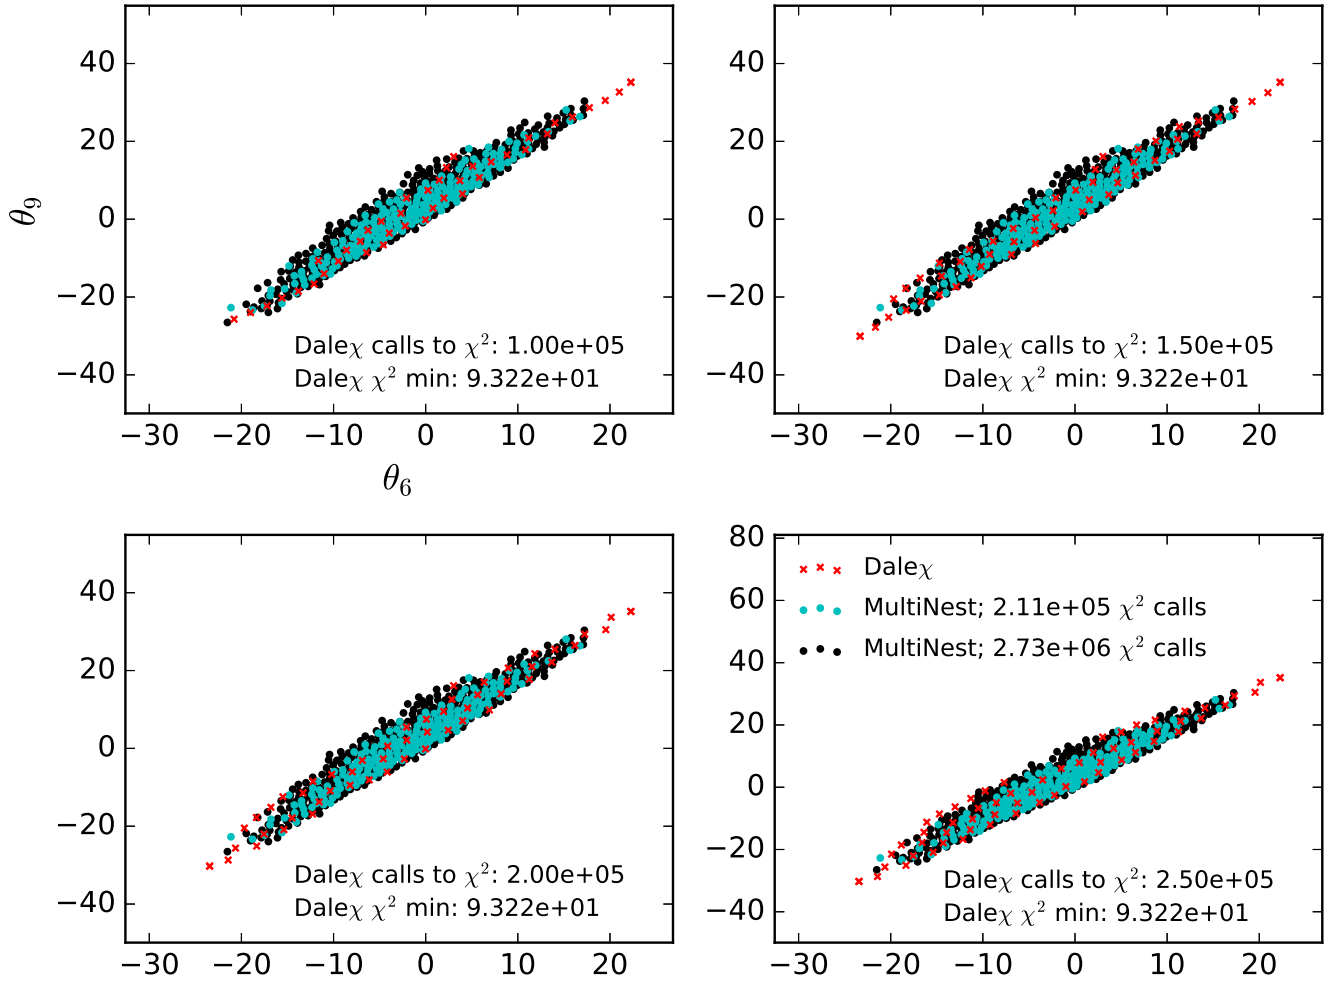 40
20
0
−20
−40
θ₉
Daleχ calls to χ²: 1.00e+05
Daleχ χ² min: 9.322e+01
−30 −20 −10 0 10 20
θ₆
Daleχ calls to χ²: 1.50e+05
Daleχ χ² min: 9.322e+01
−30 −20 −10 0 10 20
40
20
0
−20
−40
Daleχ calls to χ²: 2.00e+05
Daleχ χ² min: 9.322e+01
−30 −20 −10 0 10 20
80
60
40
20
0
−20
−40
Daleχ
MultiNest; 2.11e+05 χ² calls
MultiNest; 2.73e+06 χ² calls
Daleχ calls to χ²: 2.50e+05
Daleχ χ² min: 9.322e+01
−30 −20 −10 0 10 20